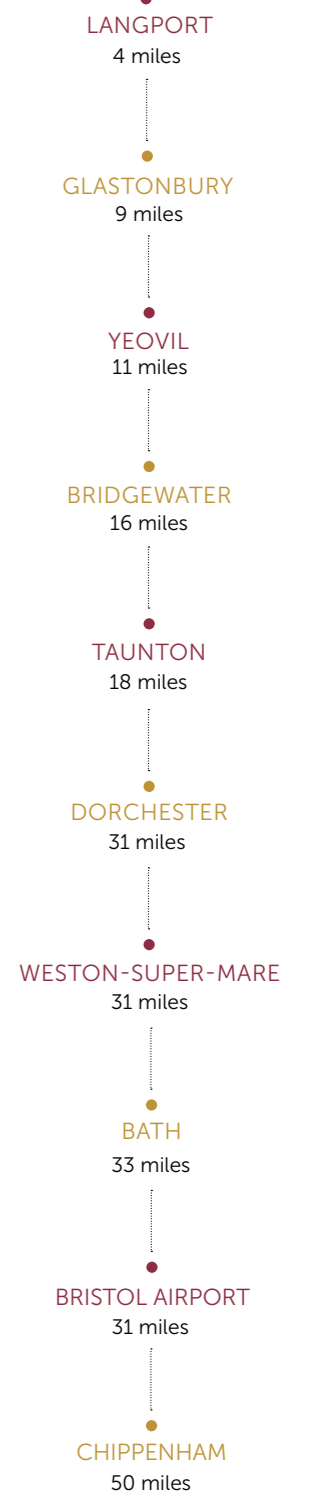 LANGPORT
4 miles
GLASTONBURY
9 miles
YEOVIL
11 miles
BRIDGEWATER
16 miles
TAUNTON
18 miles
DORCHESTER
31 miles
WESTON-SUPER-MARE
31 miles
BATH
33 miles
BRISTOL AIRPORT
31 miles
CHIPPENHAM
50 miles